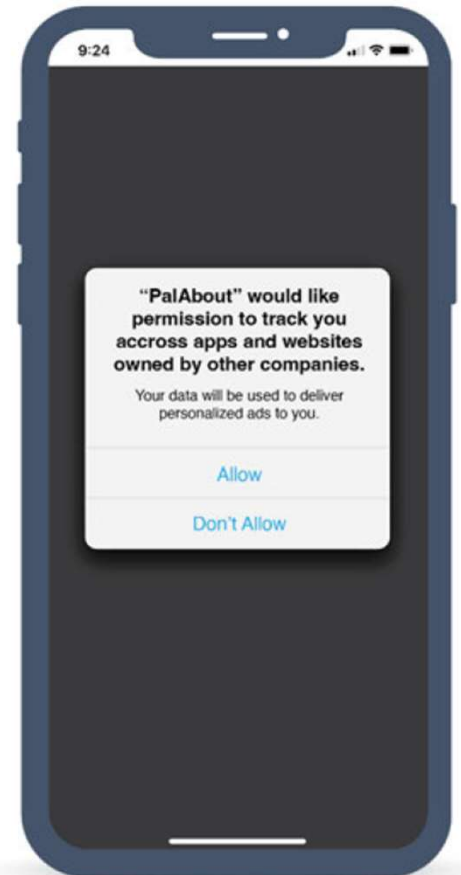 9:24
“PalAbout” would like
permission to track you
accross apps and websites
owned by other companies.
Your data will be used to deliver
personalized ads to you.
Allow
Don't Allow